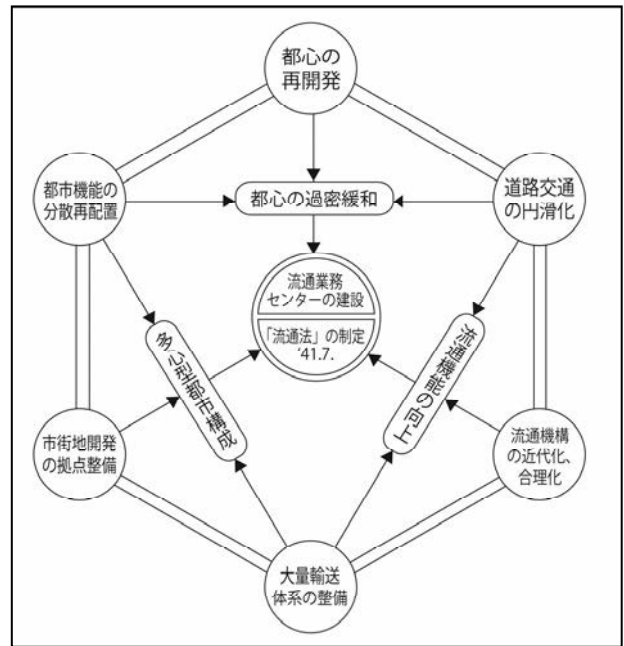 都心の
再開発
都市機能の
分散再配置
都心の過密緩和
道路交通
の円滑化
流通業務
センターの建設
「流通法」の制定
'41.7.
多心型都市構成
流通機能の向上
市街地開発
の拠点整備
流通機構
の近代化、
合理化
大量輸送
体系の整備